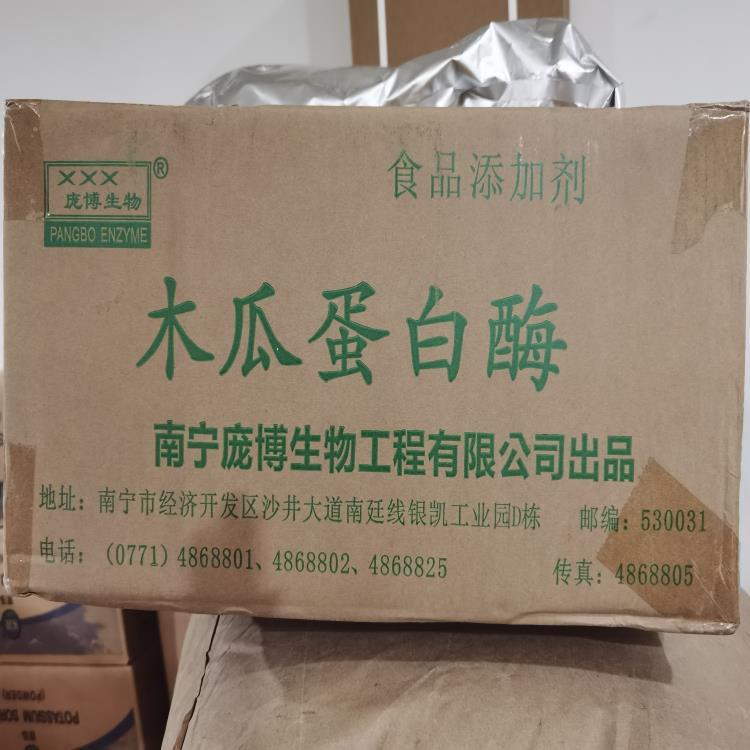 食品添加剂
XXX ®
庞博生物
PANGBO ENZYME
木瓜蛋白酶
南宁庞博生物工程有限公司出品
地址：南宁市经济开发区沙井大道南廷线银凯工业园D栋 邮编：530031
电话：(0771) 4868801、4868802、4868825 传真：4868805
(POWDER)
POTASSIUM SOR